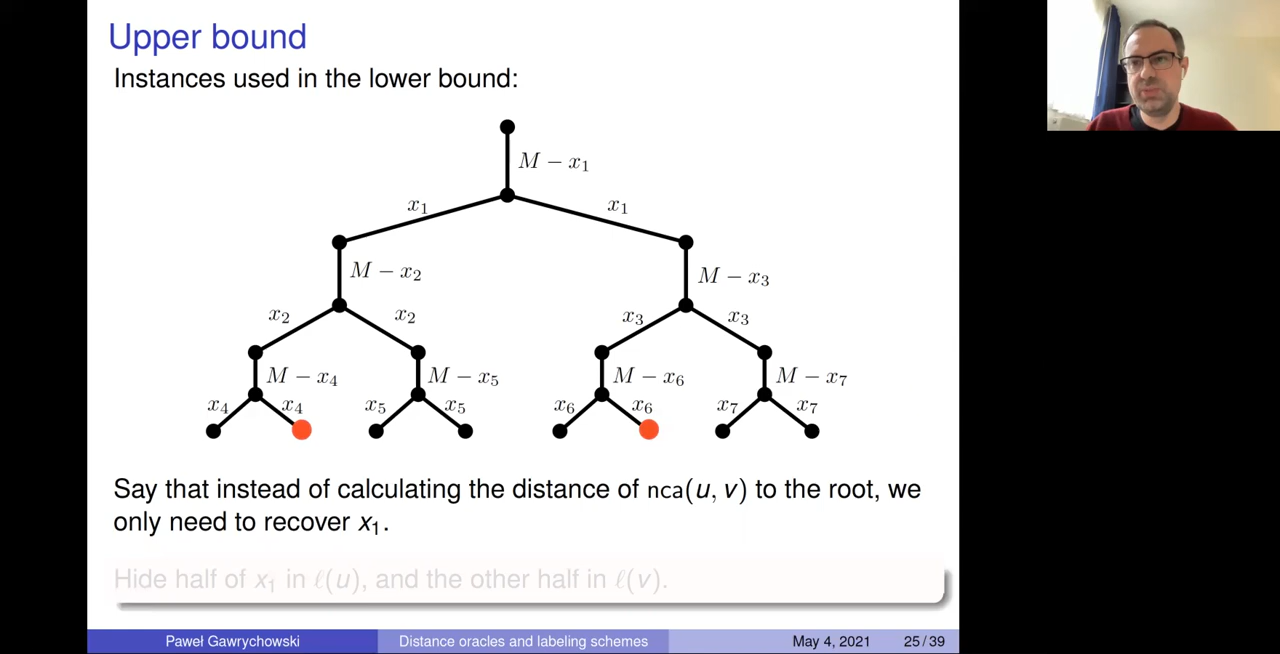 Upper bound
Instances used in the lower bound:
M − x₁
x₁ x₁
M − x₂ M − x₃
x₂ x₂ x₃ x₃
M − x₄ M − x₅ M − x₆ M − x₇
x₄ x₄ x₅ x₅ x₆ x₆ x₇ x₇
Say that instead of calculating the distance of nca(u, v) to the root, we
only need to recover x₁.
Hide half of x₁ in ℓ(u), and the other half in ℓ(v).
Paweł Gawrychowski Distance oracles and labeling schemes May 4, 2021 25 / 39